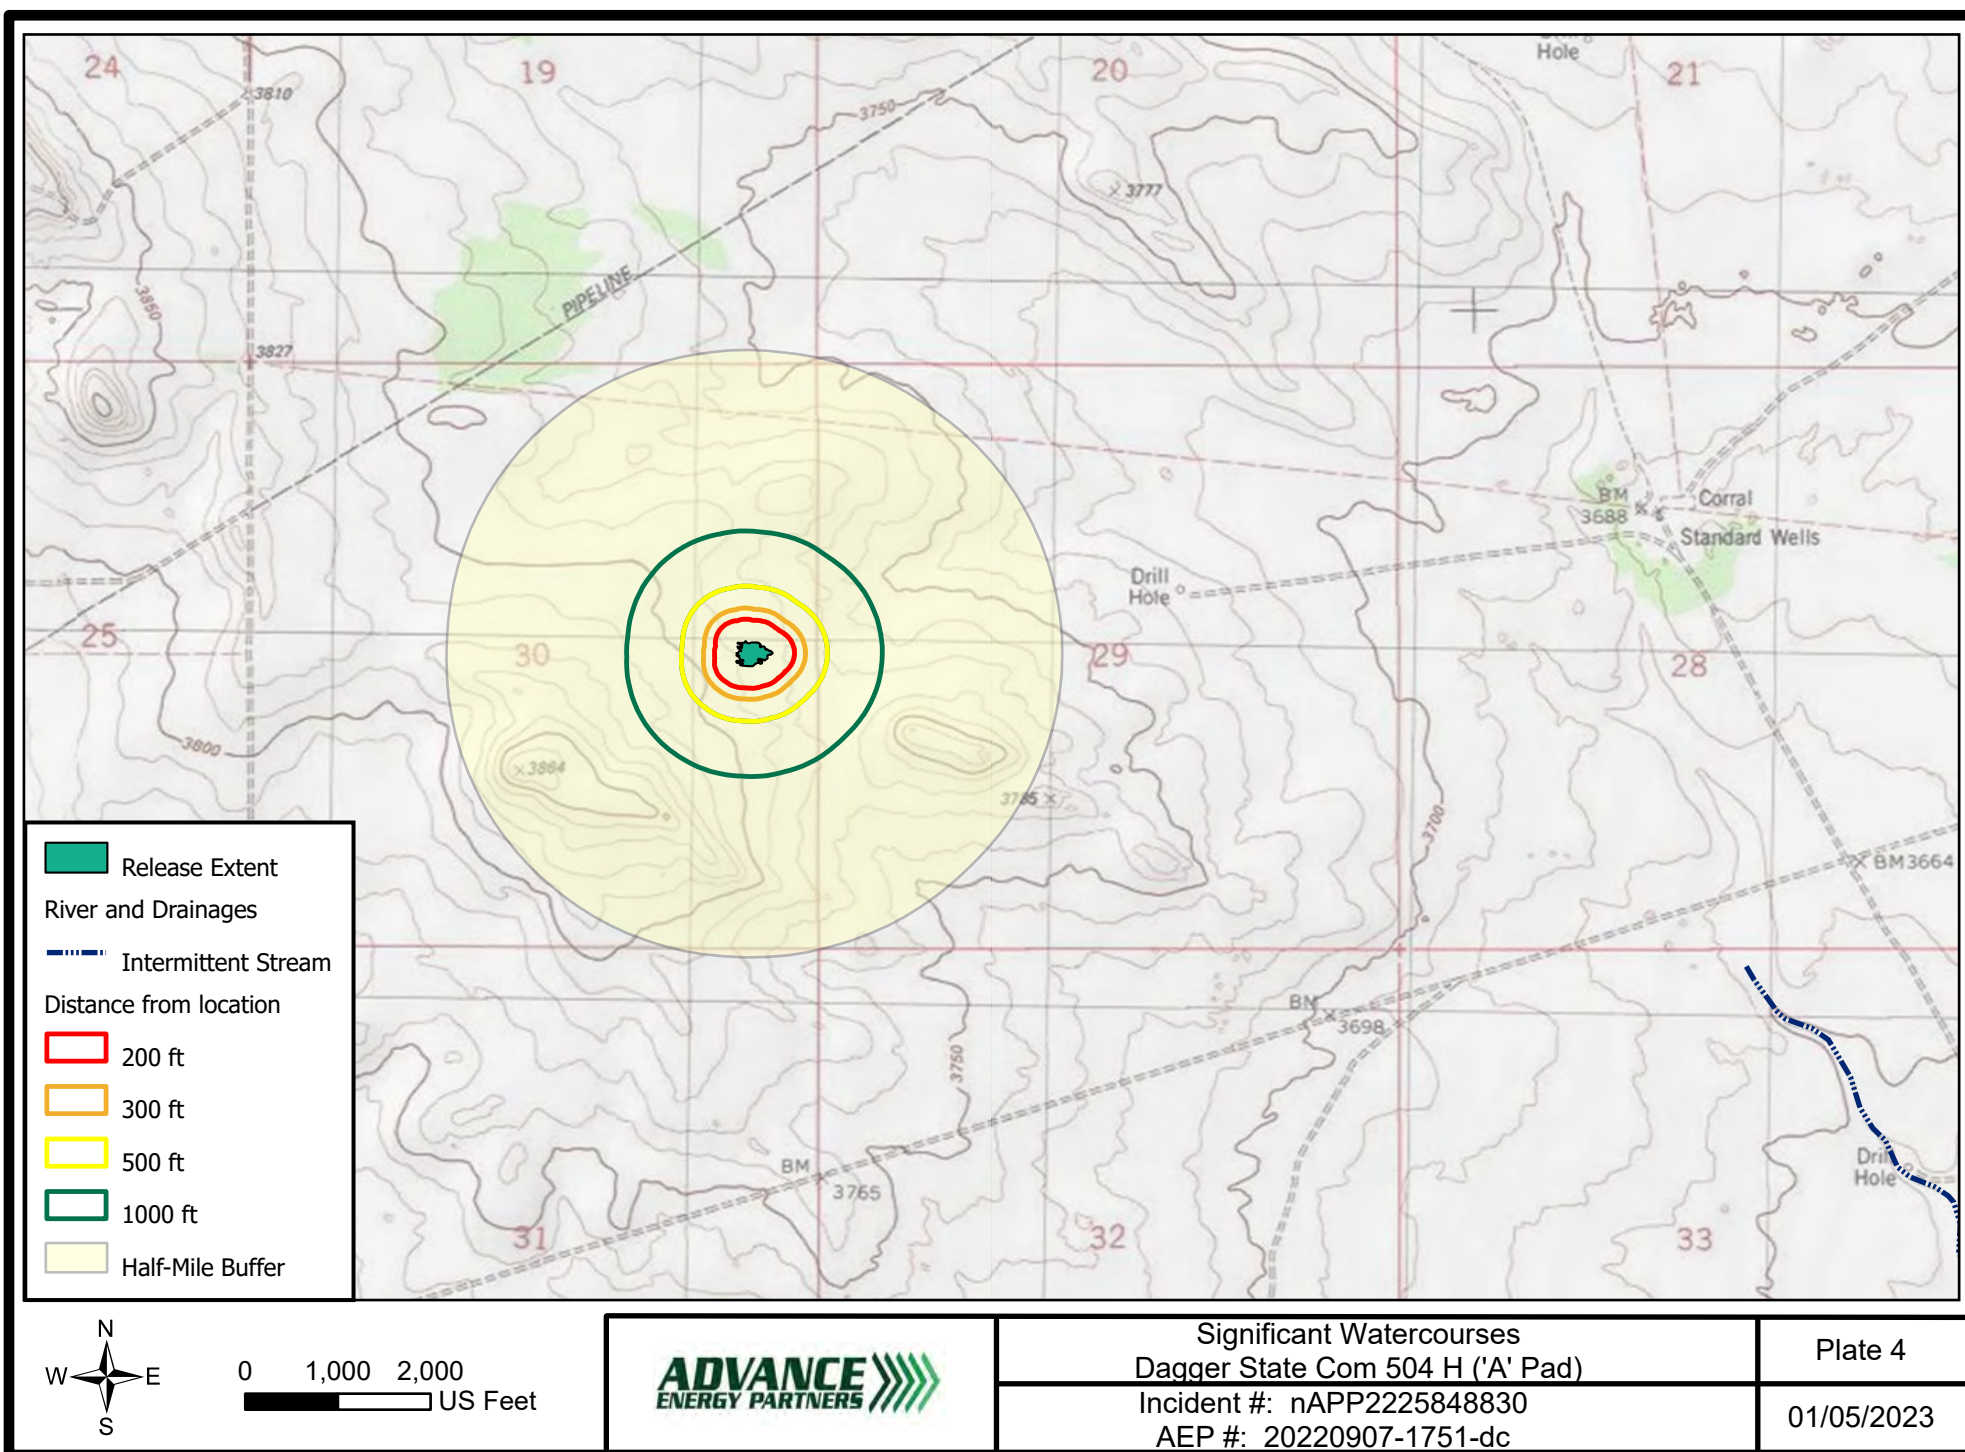 Drill
Hole
24
19
20
21
3810
3750
3777
3850
PIPELINE
3827
BM
3688
Corral
Standard Wells
Drill
Hole
25
30
29
28
3800
3864
3785
3700
BM3664
BM
3698
3750
Drill
Hole
BM
3765
31
32
33
Release Extent
River and Drainages
Intermittent Stream
Distance from location
200 ft
300 ft
500 ft
1000 ft
Half-Mile Buffer
N
W E
S
0 1,000 2,000
US Feet
ADVANCE
ENERGY PARTNERS
Significant Watercourses
Dagger State Com 504 H ('A' Pad)
Incident #: nAPP2225848830
AEP #: 20220907-1751-dc
Plate 4
01/05/2023